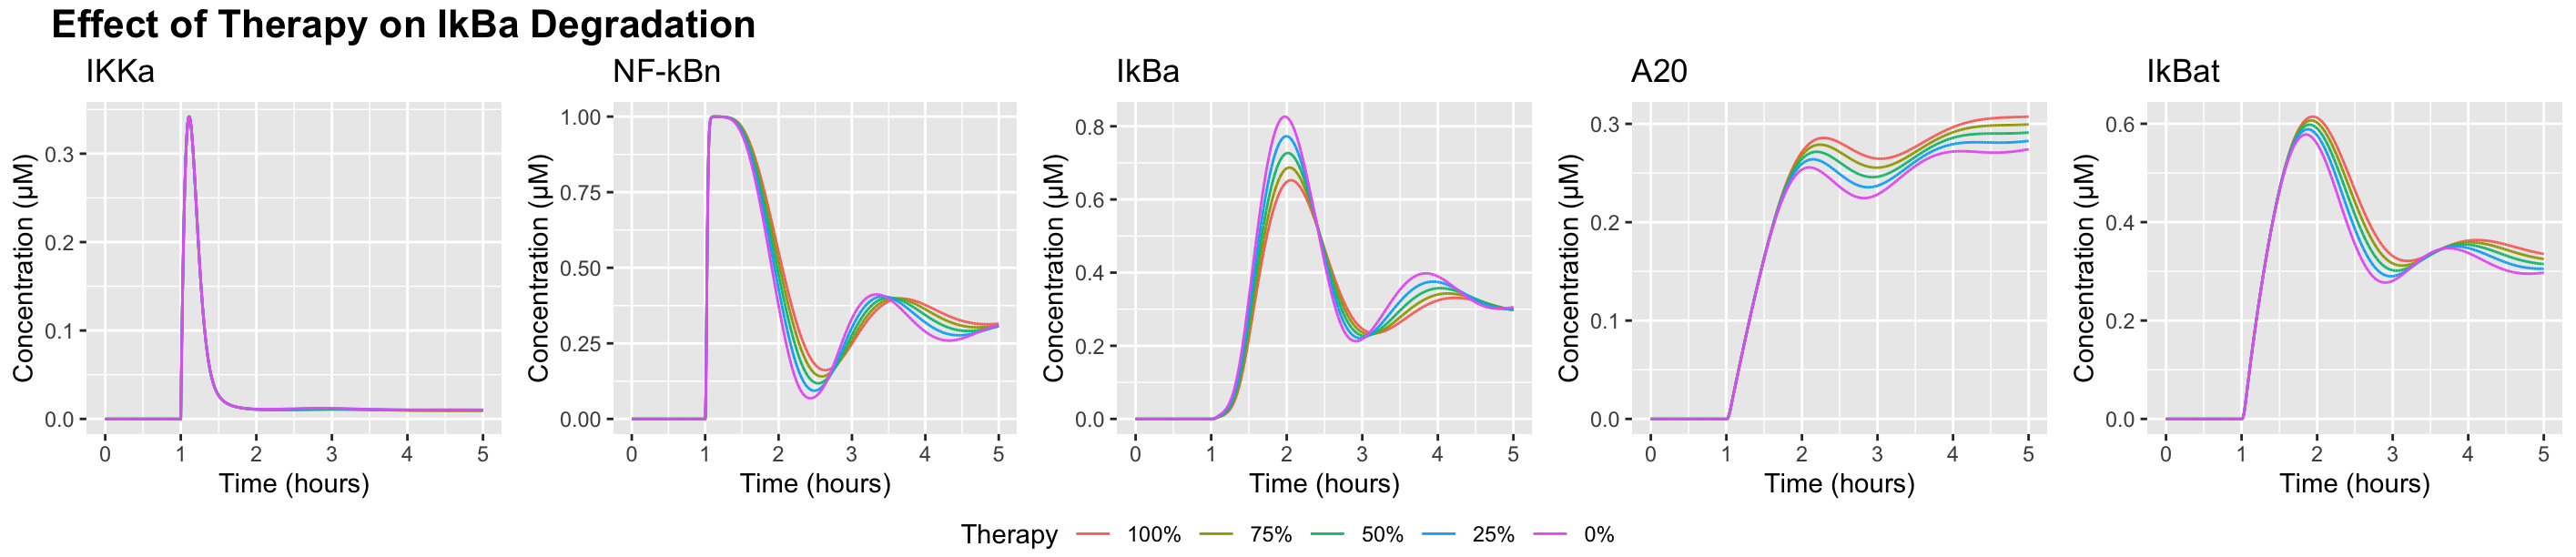 Effect of Therapy on IkBa Degradation
IKKa
NF-kBn
IkBa
A20
IkBat
Concentration (μM)
0.3
0.2
0.1
0.0
0 1 2 3 4 5
Time (hours)
Concentration (μM)
1.00
0.75
0.50
0.25
0.00
0 1 2 3 4 5
Time (hours)
Concentration (μM)
0.8
0.6
0.4
0.2
0.0
0 1 2 3 4 5
Time (hours)
Concentration (μM)
0.3
0.2
0.1
0.0
0 1 2 3 4 5
Time (hours)
Concentration (μM)
0.6
0.4
0.2
0.0
0 1 2 3 4 5
Time (hours)
Therapy 100% 75% 50% 25% 0%